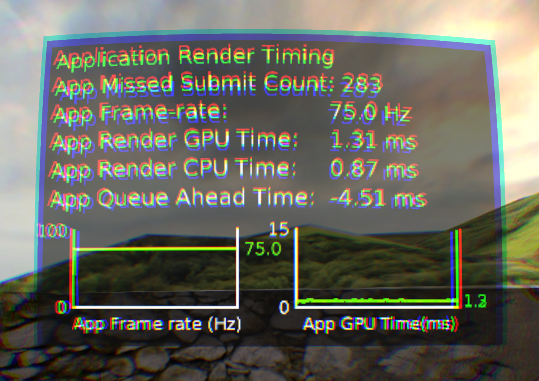 Application Render Timing
App Missed Submit Count: 283
App Frame-rate: 75.0 Hz
App Render GPU Time: 1.31 ms
App Render CPU Time: 0.87 ms
App Queue Ahead Time: -4.51 ms
100
75.0
0
App Frame rate (Hz)
15
0
App GPU Time(ms)